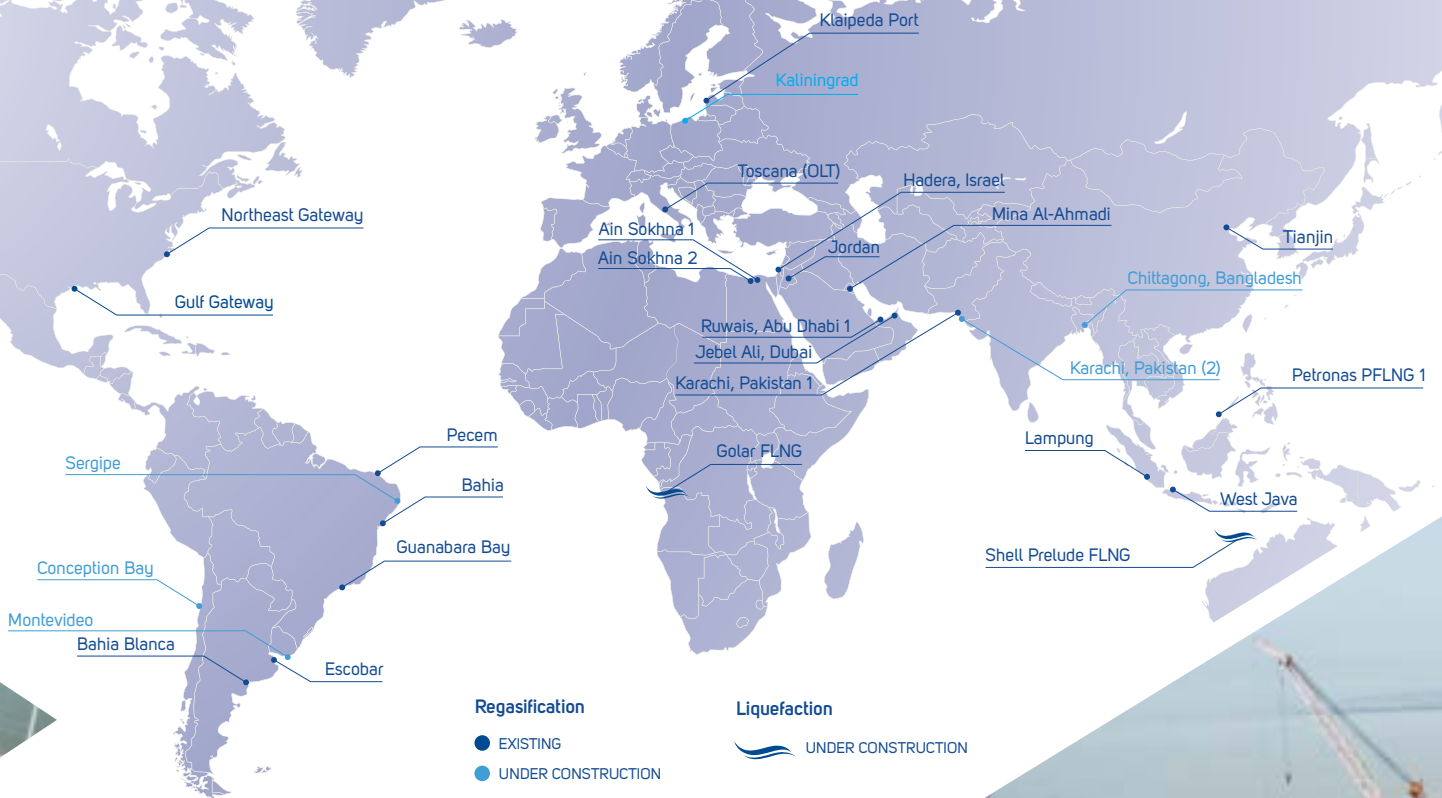 Klaipeda Port
Kaliningrad
Toscana (OLT)
Hadera, Israel
Northeast Gateway
Mina Al-Ahmadi
Ain Sokhna 1
Jordan
Tianjin
Ain Sokhna 2
Chittagong, Bangladesh
Gulf Gateway
Ruwais, Abu Dhabi 1
Jebel Ali, Dubai
Karachi, Pakistan (2)
Karachi, Pakistan 1
Petronas PFLNG 1
Pecem
Lampung
Golar FLNG
Sergipe
Bahia
West Java
Guanabara Bay
Shell Prelude FLNG
Conception Bay
Montevideo
Bahia Blanca
Escobar
Regasification
EXISTING
UNDER CONSTRUCTION
Liquefaction
UNDER CONSTRUCTION